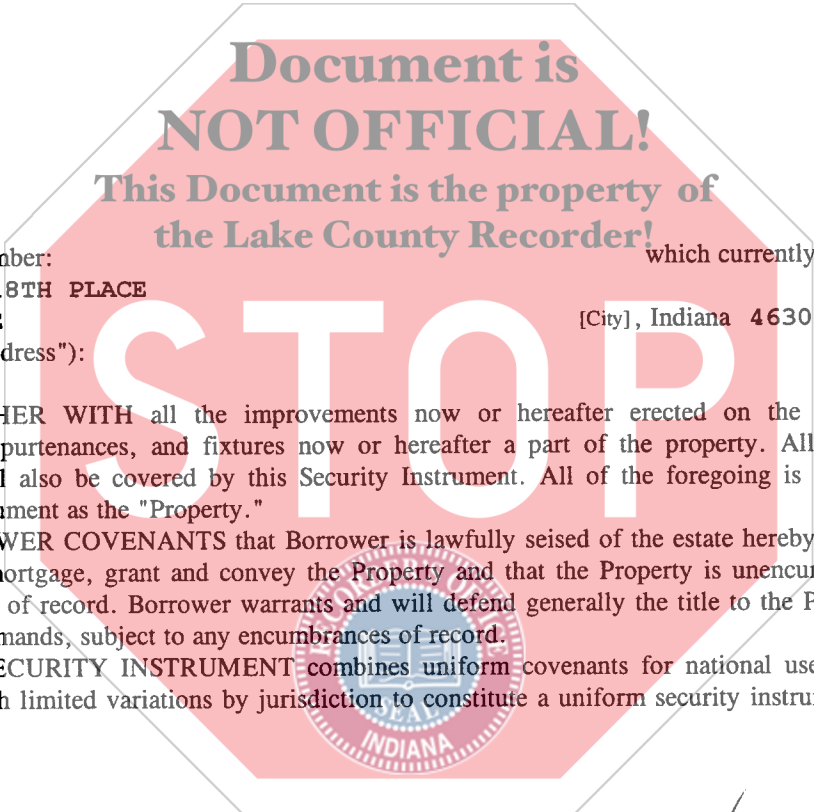 Document is
NOT OFFICIAL!
This Document is the property of
the Lake County Recorder!
nber: which currently
8TH PLACE
[City], Indiana 4630
dress"):
STOP
HER WITH all the improvements now or hereafter erected on the
purtenances, and fixtures now or hereafter a part of the property. All
l also be covered by this Security Instrument. All of the foregoing is
ment as the "Property."
WER COVENANTS that Borrower is lawfully seised of the estate hereby
nortgage, grant and convey the Property and that the Property is unencum
of record. Borrower warrants and will defend generally the title to the P
mands, subject to any encumbrances of record.
ECURITY INSTRUMENT combines uniform covenants for national use
h limited variations by jurisdiction to constitute a uniform security instru
RECORDER'S OFFICE
SEAL
INDIANA